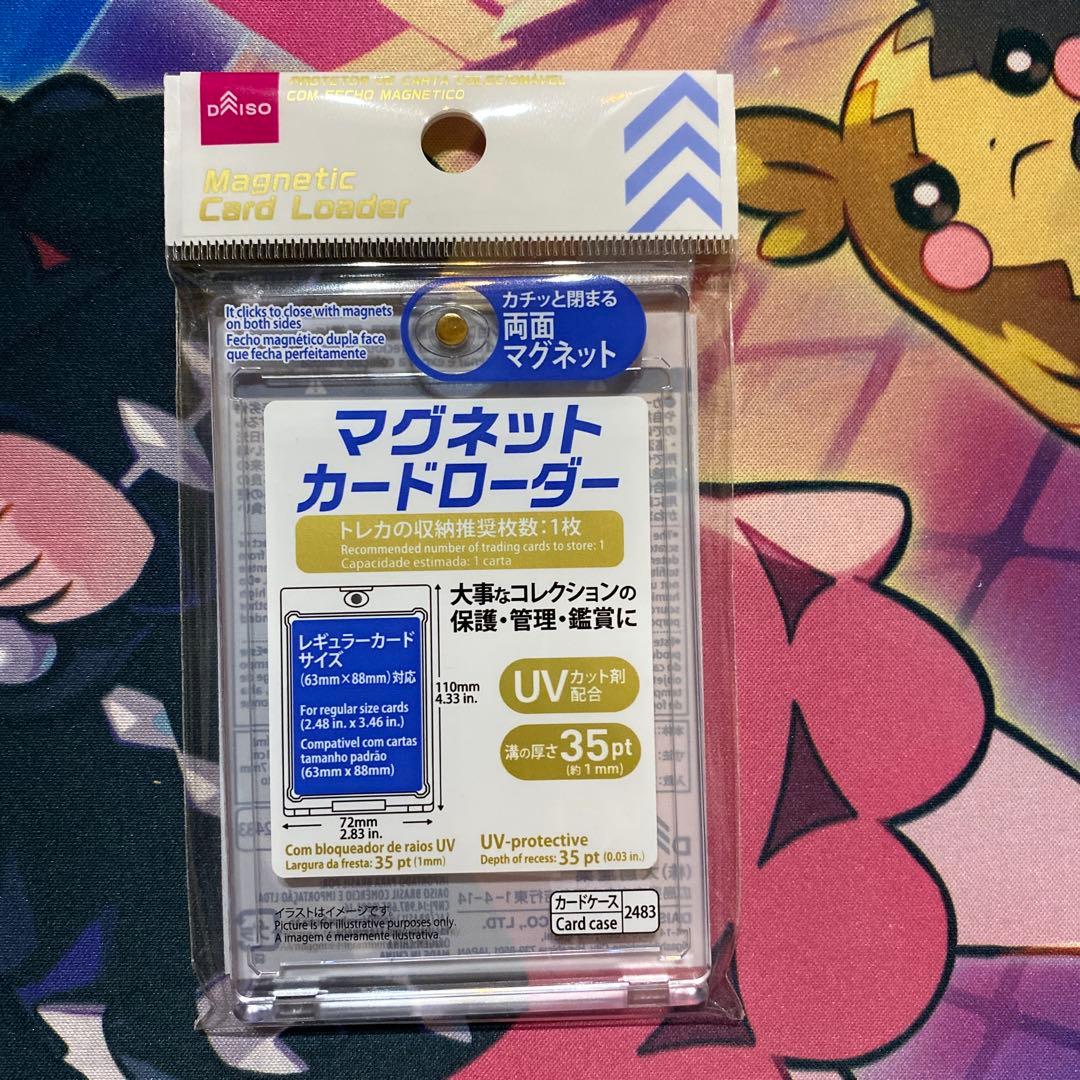 DAISO
PROTETOR DE CARTA COLECIONÁVEL
COM FECHO MAGNÉTICO
Magnetic
Card Loader
It clicks to close with magnets
on both sides
Fecho magnético dupla face
que fecha perfeitamente
カチッと閉まる
両面
マグネット
マグネット
カードローダー
トレカの収納推奨枚数:1枚
Recommended number of trading cards to store: 1
Capacidade estimada: 1 carta
大事なコレクションの
保護・管理・鑑賞に
レギュラーカード
サイズ
(63mm×88mm)対応
For regular size cards
(2.48 in. x 3.46 in.)
Compatível com cartas
tamanho padrão
(63mm x 88mm)
110mm
4.33 in.
72mm
2.83 in.
UVカット剤
配合
溝の厚さ 35pt
(約1mm)
Com bloqueador de raios UV
Largura da fresta: 35 pt (1mm)
UV-protective
Depth of recess: 35 pt (0.03 in.)
イラストはイメージです。
Picture is for illustrative purposes only.
A imagem é meramente ilustrativa.
カードケース
Card case
2483